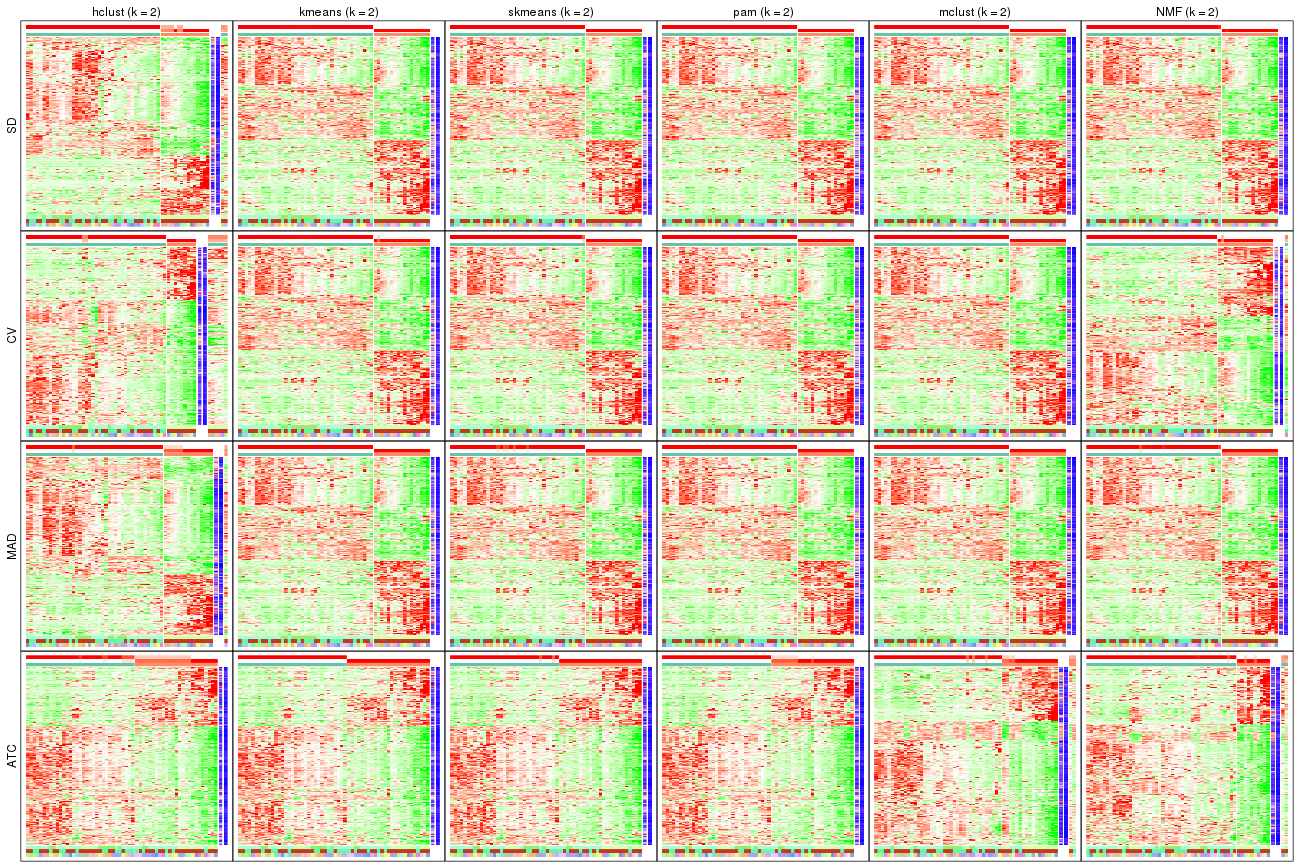 hclust (k = 2) kmeans (k = 2) skmeans (k = 2) pam (k = 2) mclust (k = 2) NMF (k = 2)
SD
CV
MAD
ATC